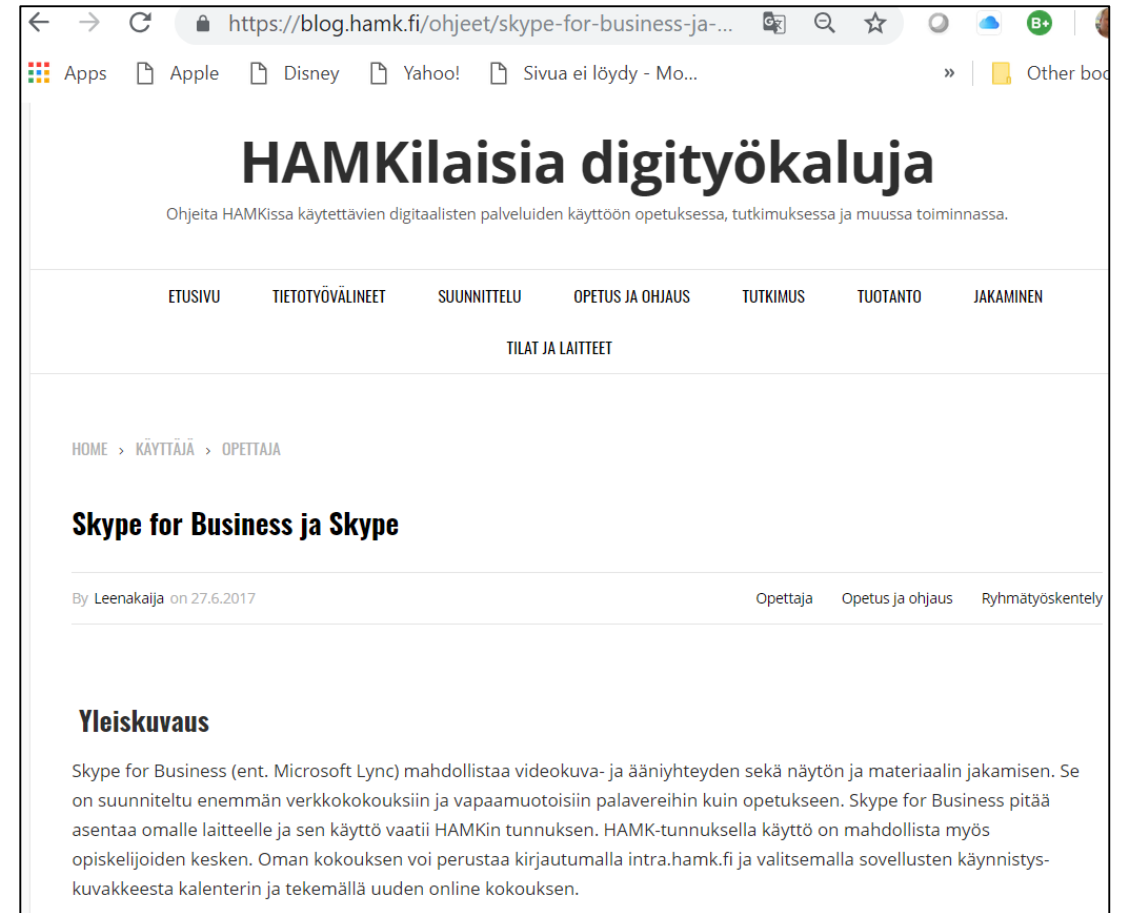 https://blog.hamk.fi/ohjeet/skype-for-business-ja-...
Apps Apple Disney Yahoo! Sivua ei löydy - Mo... » Other boo
HAMKilaisia digityökaluja
Ohjeita HAMKissa käytettävien digitaalisten palveluiden käyttöön opetuksessa, tutkimuksessa ja muussa toiminnassa.
ETUSIVU TIETOTYÖVÄLINEET SUUNNITTELU OPETUS JA OHJAUS TUTKIMUS TUOTANTO JAKAMINEN
TILAT JA LAITTEET
HOME › KÄYTTÄJÄ › OPETTAJA
Skype for Business ja Skype
By Leenakaija on 27.6.2017 Opettaja Opetus ja ohjaus Ryhmätyöskentely
Yleiskuvaus
Skype for Business (ent. Microsoft Lync) mahdollistaa videokuva- ja ääniyhteyden sekä näytön ja materiaalin jakamisen. Se
on suunniteltu enemmän verkkokokouksiin ja vapaamuotoisiin palavereihin kuin opetukseen. Skype for Business pitää
asentaa omalle laitteelle ja sen käyttö vaatii HAMKin tunnuksen. HAMK-tunnuksella käyttö on mahdollista myös
opiskelijoiden kesken. Oman kokouksen voi perustaa kirjautumalla intra.hamk.fi ja valitsemalla sovellusten käynnistys-
kuvakkeesta kalenterin ja tekemällä uuden online kokouksen.